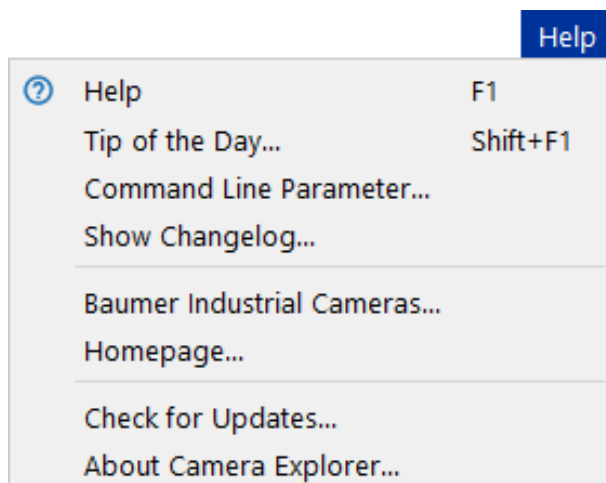 Help
Help F1
Tip of the Day... Shift+F1
Command Line Parameter...
Show Changelog...
Baumer Industrial Cameras...
Homepage...
Check for Updates...
About Camera Explorer...